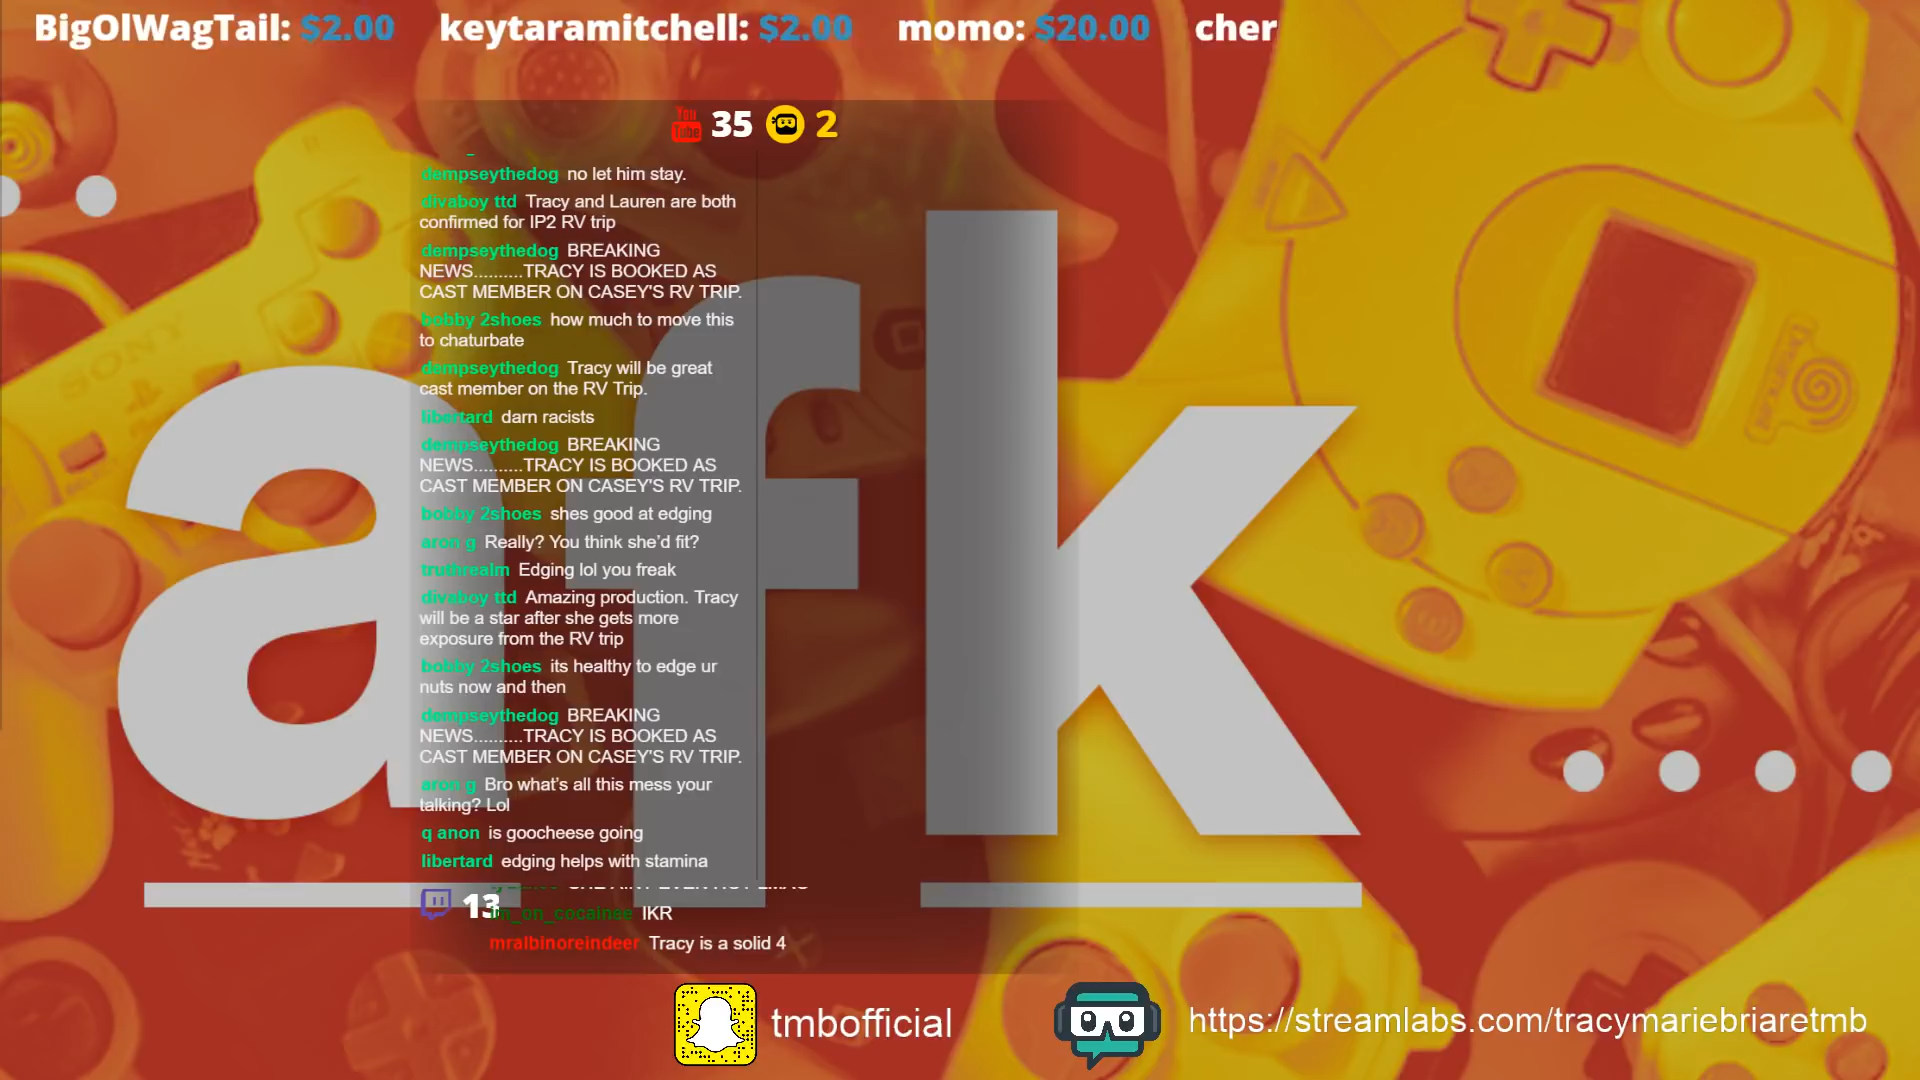 BigOlWagTail: $2.00 keytaramitchell: $2.00 momo: $20.00 cher
You Tube 35 2
dempseythedog no let him stay.
divaboy ttd Tracy and Lauren are both
confirmed for IP2 RV trip
dempseythedog BREAKING
NEWS..........TRACY IS BOOKED AS
CAST MEMBER ON CASEY'S RV TRIP.
bobby 2shoes how much to move this
to chaturbate
dempseythedog Tracy will be great
cast member on the RV Trip.
libertard darn racists
dempseythedog BREAKING
NEWS..........TRACY IS BOOKED AS
CAST MEMBER ON CASEY'S RV TRIP.
bobby 2shoes shes good at edging
aron g Really? You think she'd fit?
truthrealm Edging lol you freak
divaboy ttd Amazing production. Tracy
will be a star after she gets more
exposure from the RV trip
bobby 2shoes its healthy to edge ur
nuts now and then
dempseythedog BREAKING
NEWS..........TRACY IS BOOKED AS
CAST MEMBER ON CASEY'S RV TRIP.
aron g Bro what's all this mess your
talking? Lol
q anon is goocheese going
libertard edging helps with stamina
13
im_on_cocainee IKR
mralbinoreindeer Tracy is a solid 4
afk
SONY
Dreamcast
tmbofficial
https://streamlabs.com/tracymariebriaretmb